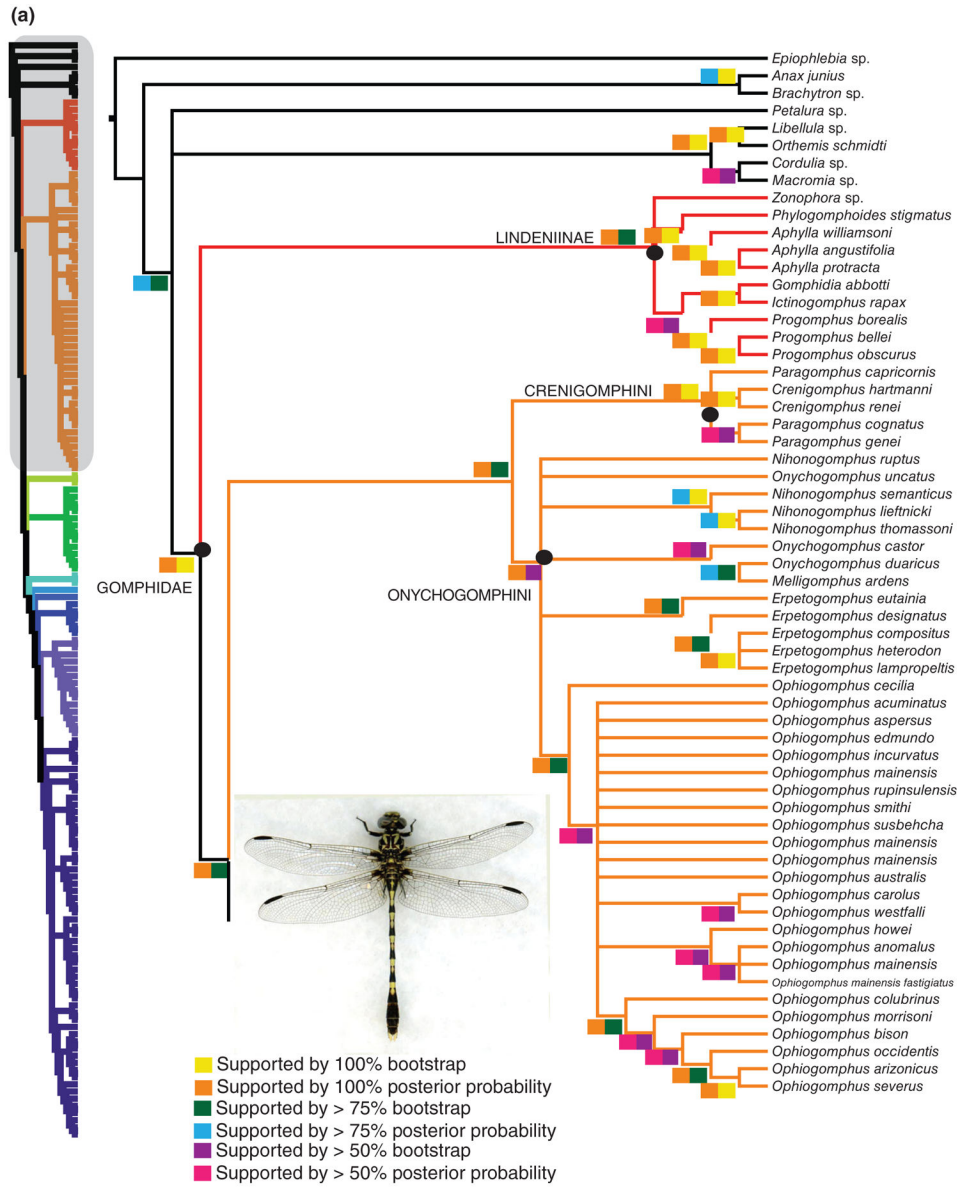 (a)
Epiophlebia sp.
Anax junius
Brachytron sp.
Petalura sp.
Libellula sp.
Orthemis schmidti
Cordulia sp.
Macromia sp.
Zonophora sp.
Phylogomphoides stigmatus
LINDENIINAE
Aphylla williamsoni
Aphylla angustifolia
Aphylla protracta
Gomphidia abbotti
Ictinogomphus rapax
Progomphus borealis
Progomphus bellei
Progomphus obscurus
Paragomphus capricornis
CRENIGOMPHINI
Crenigomphus hartmanni
Crenigomphus renei
Paragomphus cognatus
Paragomphus genei
Nihonogomphus ruptus
Onychogomphus uncatus
Nihonogomphus semanticus
Nihonogomphus lieftnicki
Nihonogomphus thomassoni
Onychogomphus castor
Onychogomphus duaricus
Melligomphus ardens
GOMPHIDAE
ONYCHOGOMPHINI
Erpetogomphus eutainia
Erpetogomphus designatus
Erpetogomphus compositus
Erpetogomphus heterodon
Erpetogomphus lampropeltis
Ophiogomphus cecilia
Ophiogomphus acuminatus
Ophiogomphus aspersus
Ophiogomphus edmundo
Ophiogomphus incurvatus
Ophiogomphus mainensis
Ophiogomphus rupinsulensis
Ophiogomphus smithi
Ophiogomphus susbehcha
Ophiogomphus mainensis
Ophiogomphus mainensis
Ophiogomphus australis
Ophiogomphus carolus
Ophiogomphus westfalli
Ophiogomphus howei
Ophiogomphus anomalus
Ophiogomphus mainensis
Ophiogomphus mainensis fastigiatus
Ophiogomphus colubrinus
Ophiogomphus morrisoni
Ophiogomphus bison
Ophiogomphus occidentis
Ophiogomphus arizonicus
Ophiogomphus severus
Supported by 100% bootstrap
Supported by 100% posterior probability
Supported by > 75% bootstrap
Supported by > 75% posterior probability
Supported by > 50% bootstrap
Supported by > 50% posterior probability